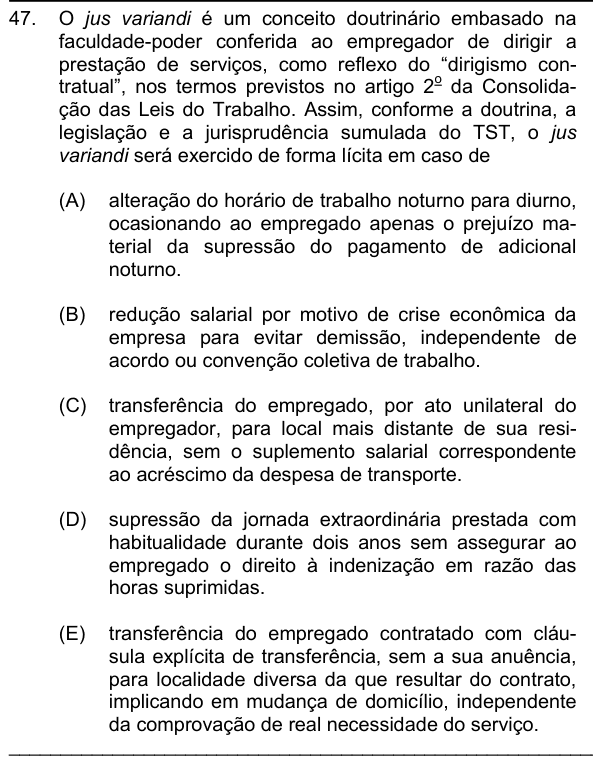 47. O jus variandi é um conceito doutrinário embasado na
faculdade-poder conferida ao empregador de dirigir a
prestação de serviços, como reflexo do “dirigismo con-
tratual”, nos termos previstos no artigo 2º da Consolida-
ção das Leis do Trabalho. Assim, conforme a doutrina, a
legislação e a jurisprudência sumulada do TST, o jus
variandi será exercido de forma lícita em caso de
(A) alteração do horário de trabalho noturno para diurno,
ocasionando ao empregado apenas o prejuízo ma-
terial da supressão do pagamento de adicional
noturno.
(B) redução salarial por motivo de crise econômica da
empresa para evitar demissão, independente de
acordo ou convenção coletiva de trabalho.
(C) transferência do empregado, por ato unilateral do
empregador, para local mais distante de sua resi-
dência, sem o suplemento salarial correspondente
ao acréscimo da despesa de transporte.
(D) supressão da jornada extraordinária prestada com
habitualidade durante dois anos sem assegurar ao
empregado o direito à indenização em razão das
horas suprimidas.
(E) transferência do empregado contratado com cláu-
sula explícita de transferência, sem a sua anuência,
para localidade diversa da que resultar do contrato,
implicando em mudança de domicílio, independente
da comprovação de real necessidade do serviço.